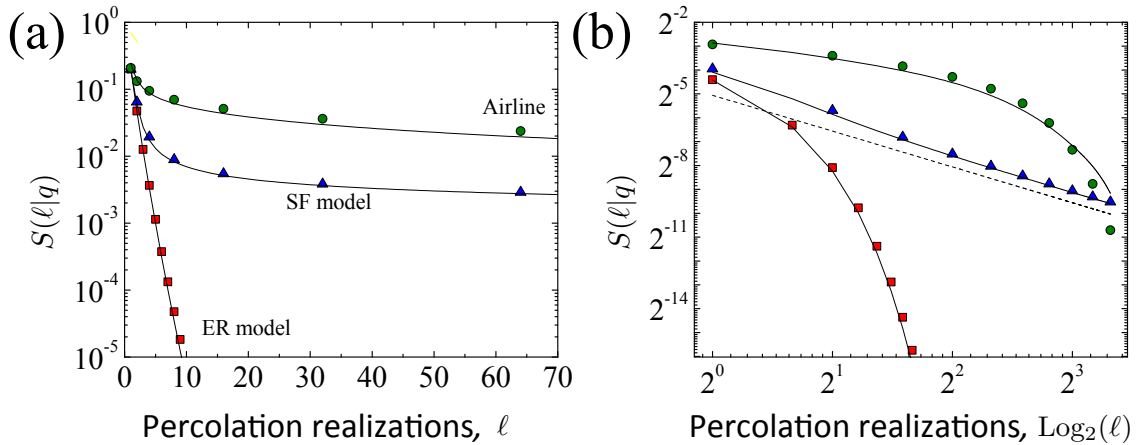 (a)
10^0
10^-1
10^-2
10^-3
10^-4
10^-5
S(ℓ|q)
Airline
SF model
ER model
0 10 20 30 40 50 60 70
Percolation realizations, ℓ
(b)
2^-2
2^-5
2^-8
2^-11
2^-14
S(ℓ|q)
2^0 2^1 2^2 2^3
Percolation realizations, Log_2(ℓ)